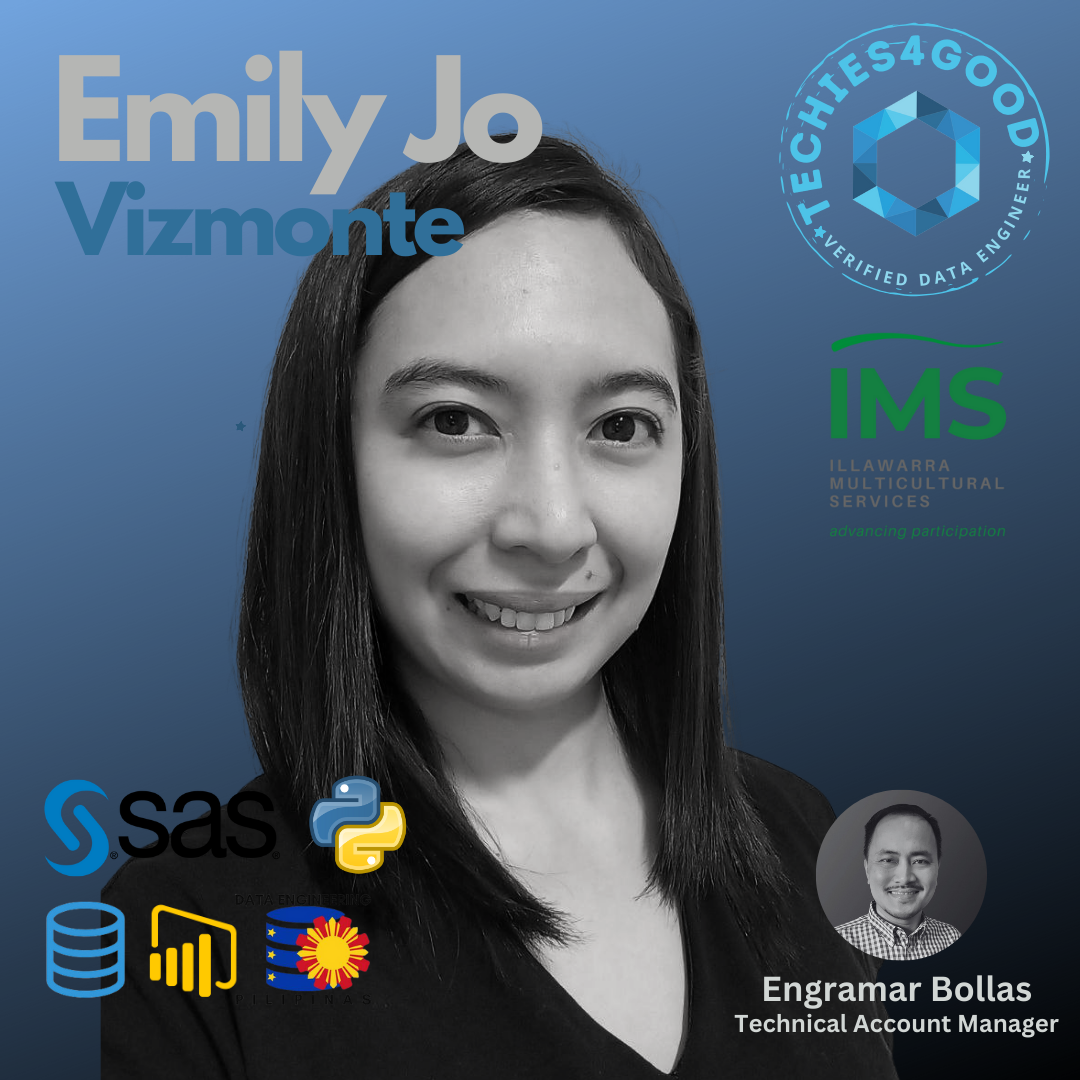 Emily Jo
Vizmonte
TECHIES4GOOD
VERIFIED DATA ENGINEER
IMS
ILLAWARRA
MULTICULTURAL
SERVICES
advancing participation
sas
DATA ENGINEERING
PILIPINAS
Engramar Bollas
Technical Account Manager